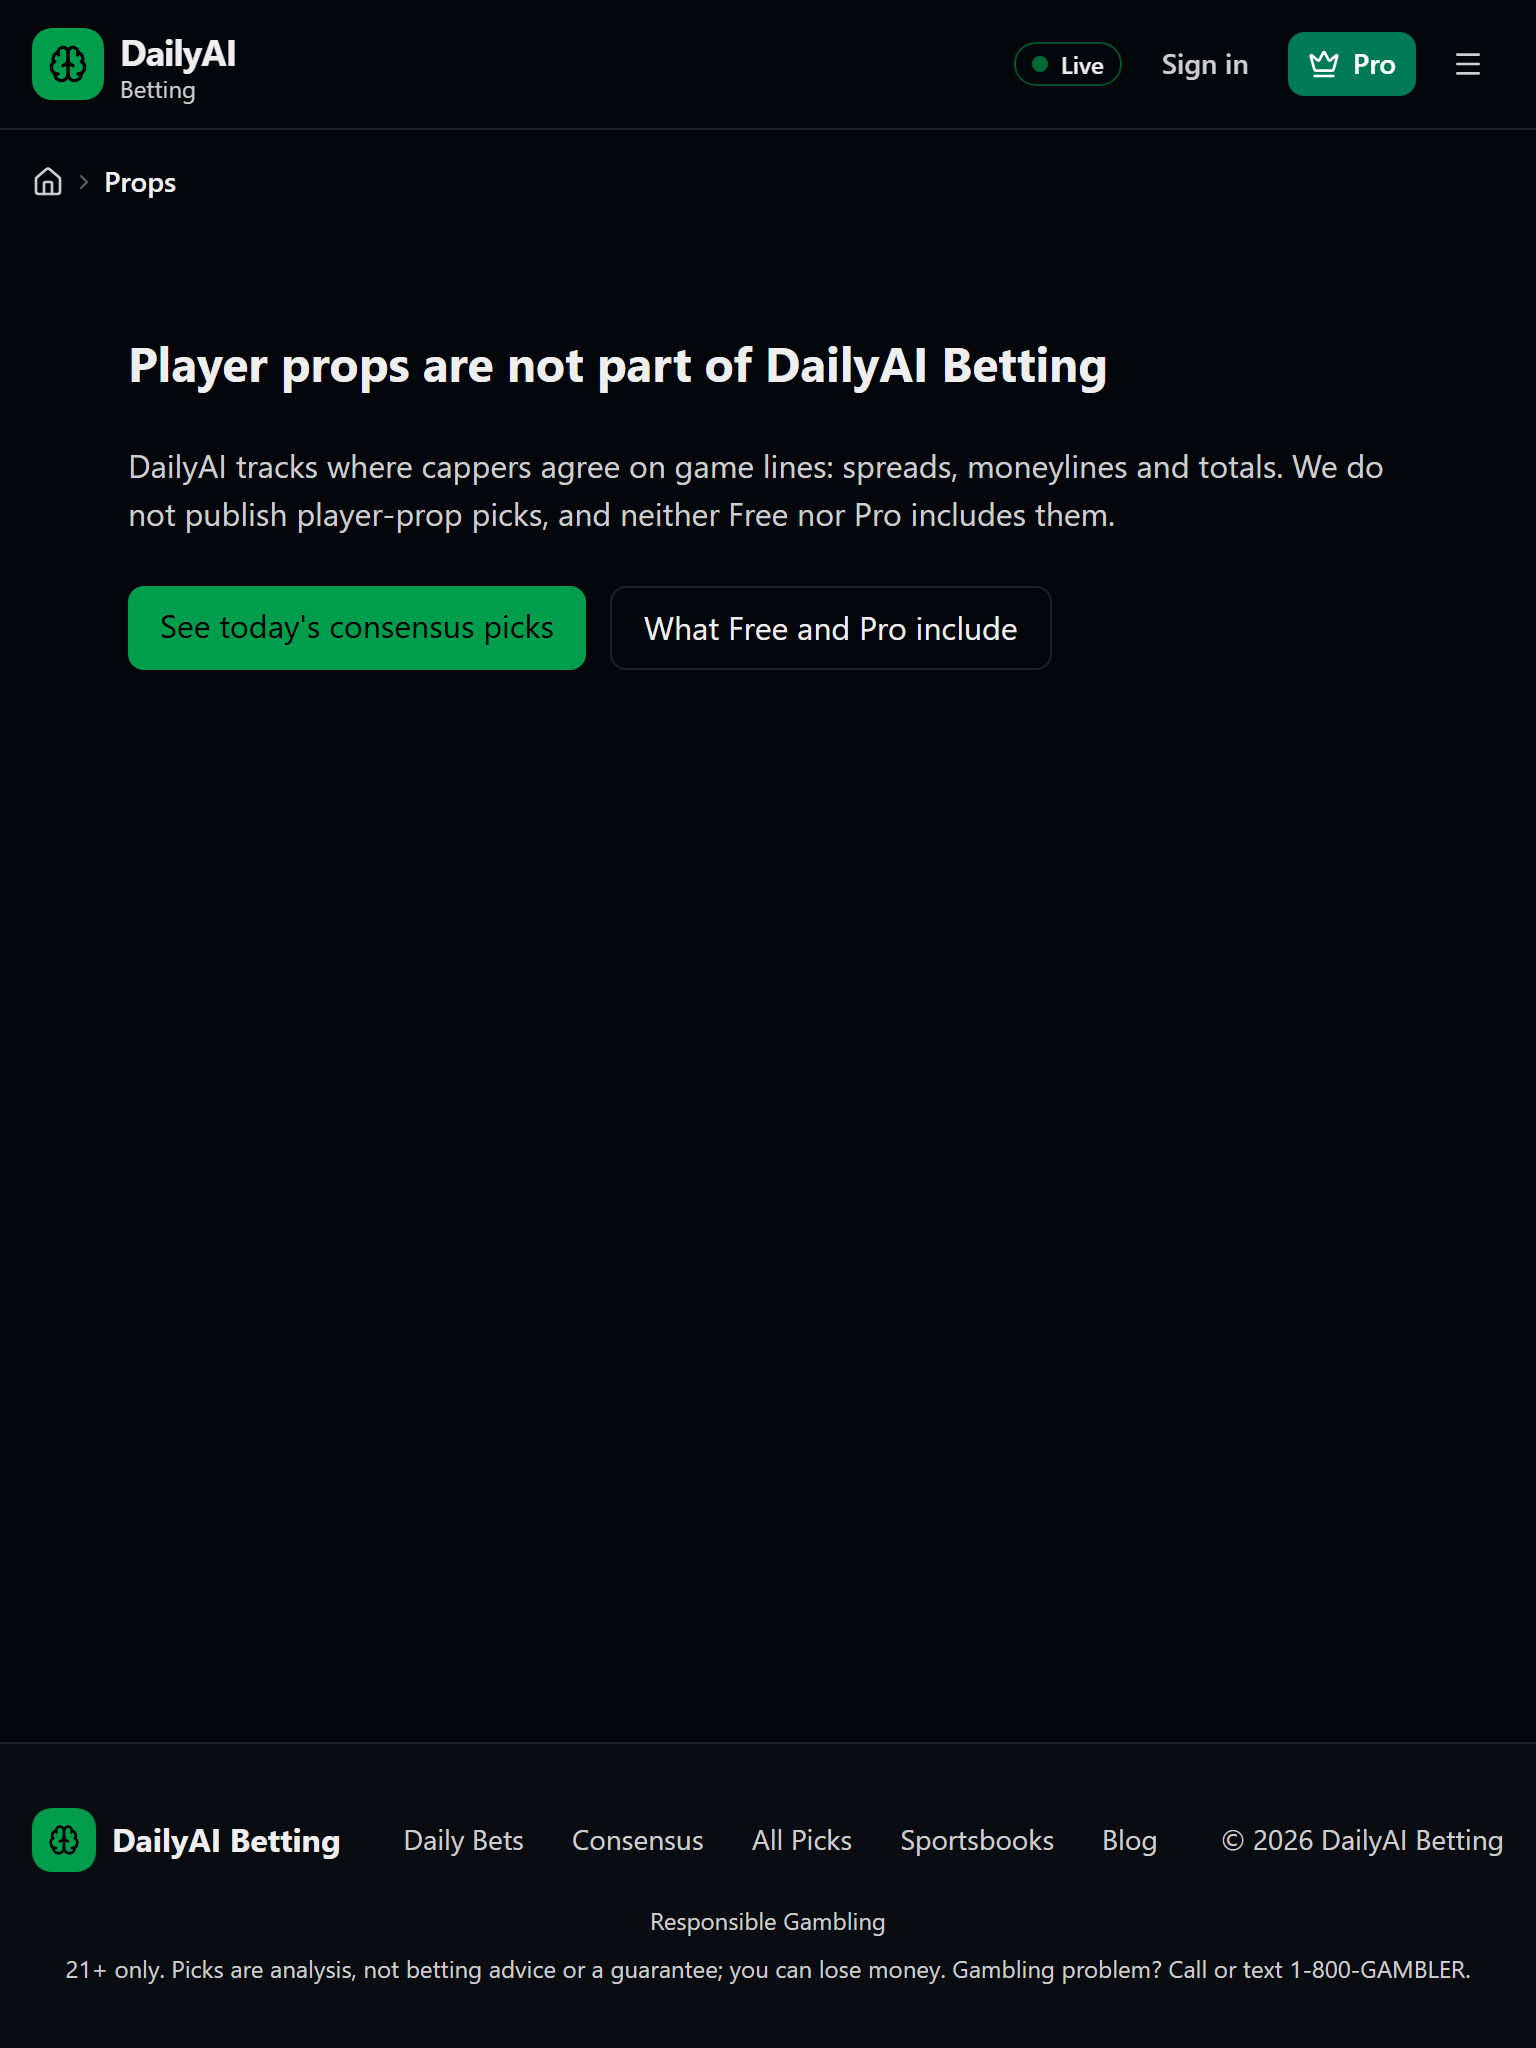 DailyAI
Betting
Live
Sign in
Pro
Props
Player props are not part of DailyAI Betting
DailyAI tracks where cappers agree on game lines: spreads, moneylines and totals. We do
not publish player-prop picks, and neither Free nor Pro includes them.
See today's consensus picks
What Free and Pro include
DailyAI Betting
Daily Bets
Consensus
All Picks
Sportsbooks
Blog
© 2026 DailyAI Betting
Responsible Gambling
21+ only. Picks are analysis, not betting advice or a guarantee; you can lose money. Gambling problem? Call or text 1-800-GAMBLER.